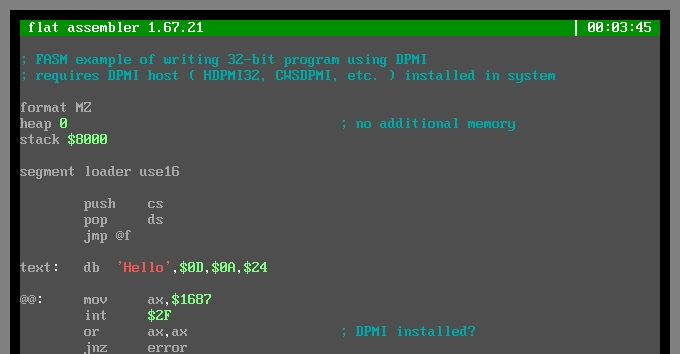 flat assembler 1.67.21 | 00:03:45
; FASM example of writing 32-bit program using DPMI
; requires DPMI host ( HDPMI32, CWSDPMI, etc. ) installed in system
format MZ
heap 0 ; no additional memory
stack $8000
segment loader use16
push cs
pop ds
jmp @f
text: db 'Hello',$0D,$0A,$24
@@: mov ax,$1687
int $2F
or ax,ax ; DPMI installed?
jnz error